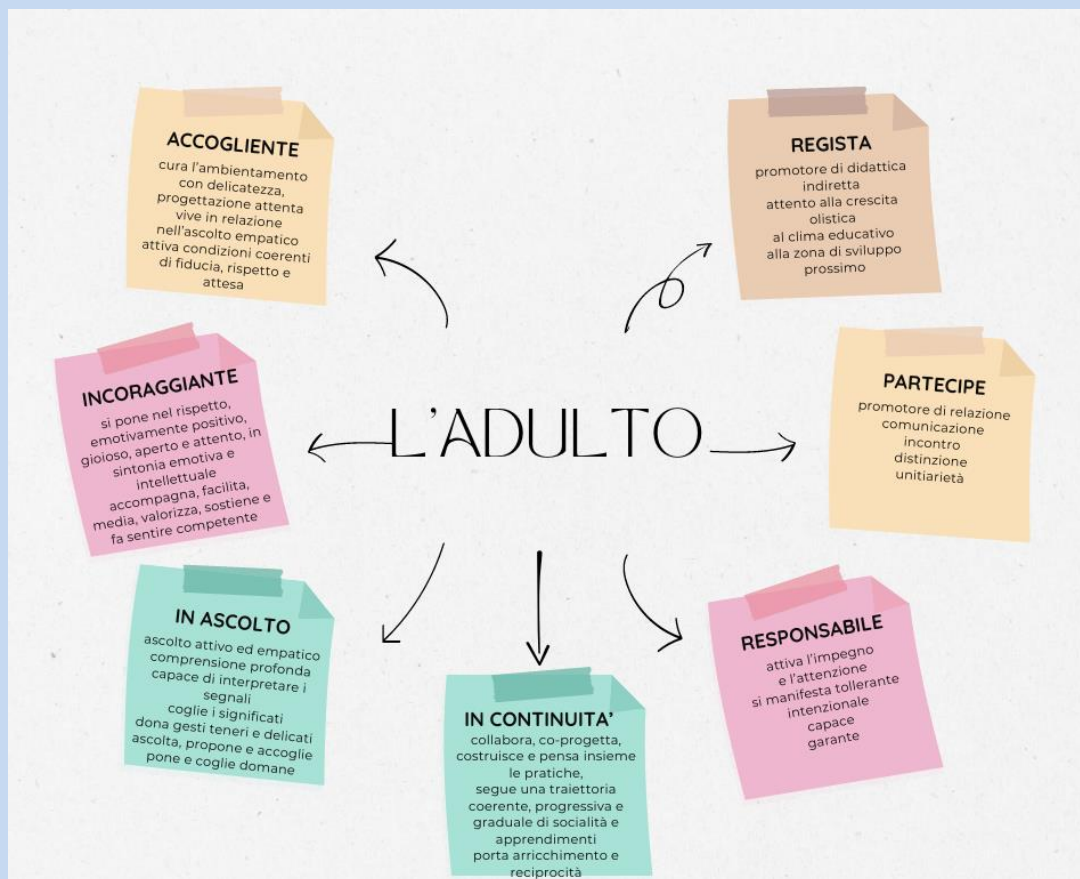 ACCOGLIENTE
cura l'ambientamento
con delicatezza,
progettazione attenta
vive in relazione
nell'ascolto empatico
attiva condizioni coerenti
di fiducia, rispetto e
attesa
REGISTA
promotore di didattica
indiretta
attento alla crescita
olistica
al clima educativo
alla zona di sviluppo
prossimo
INCORAGGIANTE
si pone nel rispetto,
emotivamente positivo,
gioioso, aperto e attento, in
sintonia emotiva e
intellettuale
accompagna, facilita,
media, valorizza, sostiene e
fa sentire competente
L'ADULTO
PARTECIPE
promotore di relazione
comunicazione
incontro
distinzione
unitiarietà
IN ASCOLTO
ascolto attivo ed empatico
comprensione profonda
capace di interpretare i
segnali
coglie i significati
dona gesti teneri e delicati
ascolta, propone e accoglie
pone e coglie domane
IN CONTINUITA'
collabora, co-progetta,
costruisce e pensa insieme
le pratiche,
segue una traiettoria
coerente, progressiva e
graduale di socialità e
apprendimenti
porta arricchimento e
reciprocità
RESPONSABILE
attiva l'impegno
e l'attenzione
si manifesta tollerante
intenzionale
capace
garante